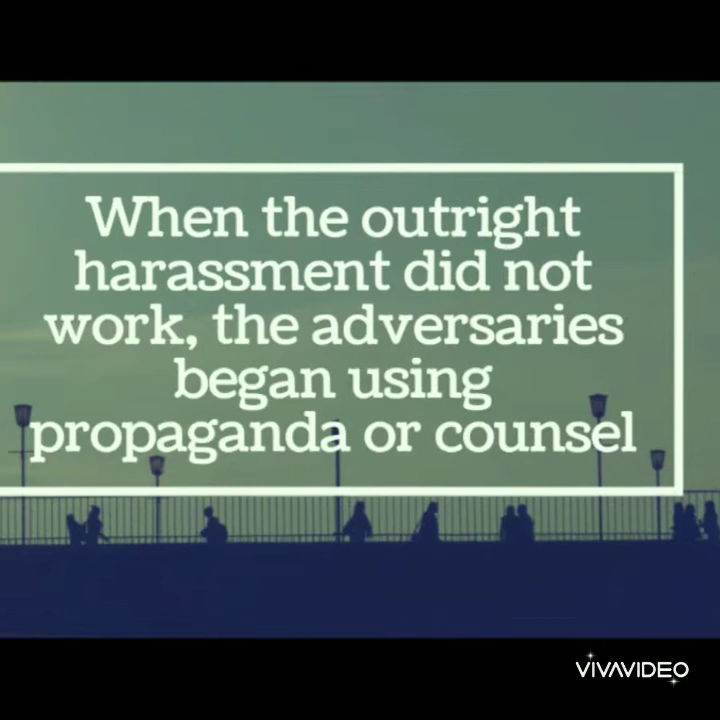 When the outright
harassment did not
work, the adversaries
began using
propaganda or counsel
VIVAVIDEO